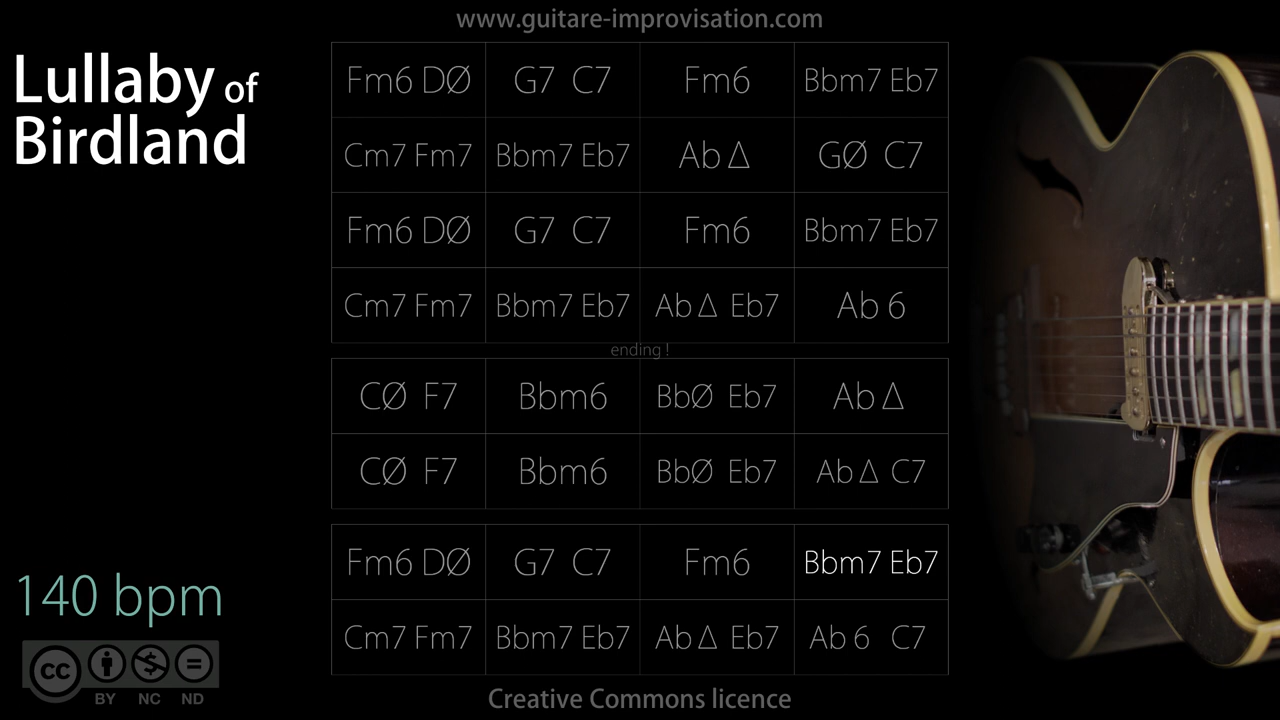 www.guitare-improvisation.com
Lullaby of
Birdland
Fm6 DØ G7 C7 Fm6 Bbm7 Eb7
Cm7 Fm7 Bbm7 Eb7 Ab Δ GØ C7
Fm6 DØ G7 C7 Fm6 Bbm7 Eb7
Cm7 Fm7 Bbm7 Eb7 Ab Δ Eb7 Ab 6
ending !
CØ F7 Bbm6 BbØ Eb7 Ab Δ
CØ F7 Bbm6 BbØ Eb7 Ab Δ C7
Fm6 DØ G7 C7 Fm6 Bbm7 Eb7
Cm7 Fm7 Bbm7 Eb7 Ab Δ Eb7 Ab 6 C7
140 bpm
cc
BY NC ND
Creative Commons licence